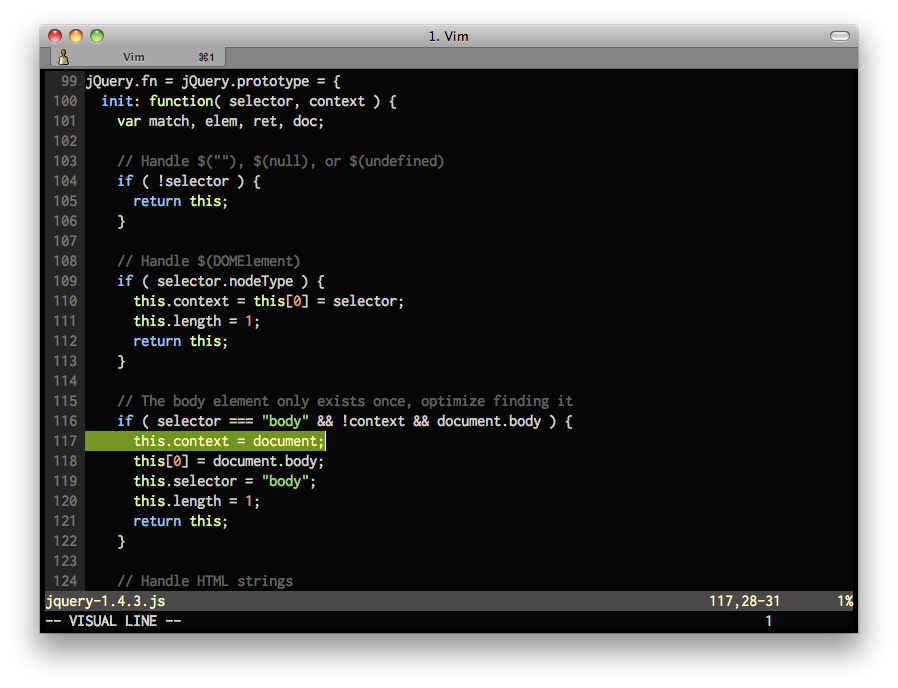 1. Vim
Vim ⌘1
99 jQuery.fn = jQuery.prototype = {
100   init: function( selector, context ) {
101     var match, elem, ret, doc;
102
103     // Handle $(""), $(null), or $(undefined)
104     if ( !selector ) {
105       return this;
106     }
107
108     // Handle $(DOMElement)
109     if ( selector.nodeType ) {
110       this.context = this[0] = selector;
111       this.length = 1;
112       return this;
113     }
114
115     // The body element only exists once, optimize finding it
116     if ( selector === "body" && !context && document.body ) {
117       this.context = document;
118       this[0] = document.body;
119       this.selector = "body";
120       this.length = 1;
121       return this;
122     }
123
124     // Handle HTML strings
jquery-1.4.3.js 117,28-31 1%
-- VISUAL LINE -- 1